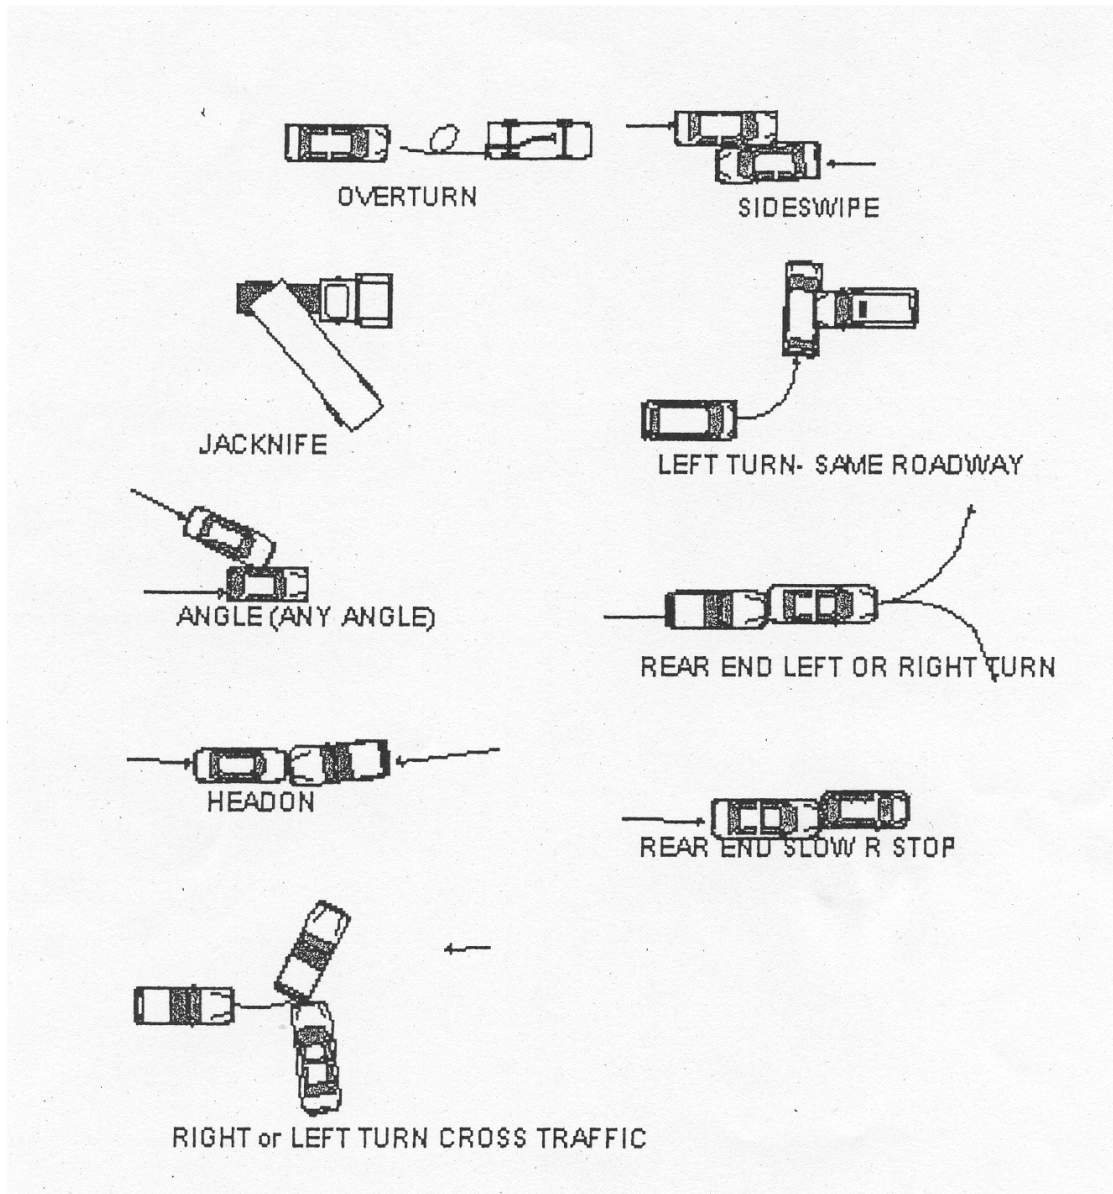 OVERTURN
SIDESWIPE
JACKNIFE
LEFT TURN- SAME ROADWAY
ANGLE (ANY ANGLE)
REAR END LEFT OR RIGHT TURN
HEADON
REAR END SLOW R STOP
RIGHT or LEFT TURN CROSS TRAFFIC